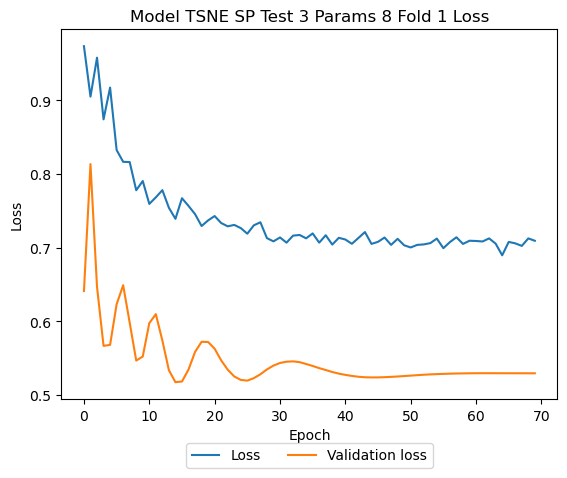 Model TSNE SP Test 3 Params 8 Fold 1 Loss
Loss
0.9
0.8
0.7
0.6
0.5
0 10 20 30 40 50 60 70
Epoch
Loss Validation loss